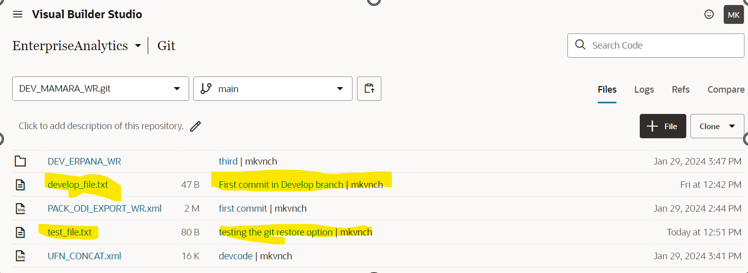 Visual Builder Studio
MK
EnterpriseAnalytics Git
Search Code
DEV_MAMARA_WR.git main
Files Logs Refs Compare
Click to add description of this repository.
+ File Clone
DEV_ERPANA_WR third | mkvnch Jan 29, 2024 3:47 PM
develop_file.txt 47 B First commit in Develop branch | mkvnch Fri at 12:42 PM
PACK_ODI_EXPORT_WR.xml 2 M first commit | mkvnch Jan 29, 2024 2:44 PM
test_file.txt 80 B testing the git restore option | mkvnch Today at 12:51 PM
UFN_CONCAT.xml 16 K devcode | mkvnch Jan 29, 2024 3:41 PM